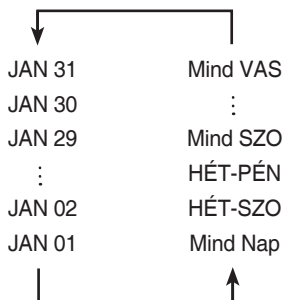 JAN 31 Mind VAS
JAN 30 ⋮
JAN 29 Mind SZO
⋮ HÉT-PÉN
JAN 02 HÉT-SZO
JAN 01 Mind Nap